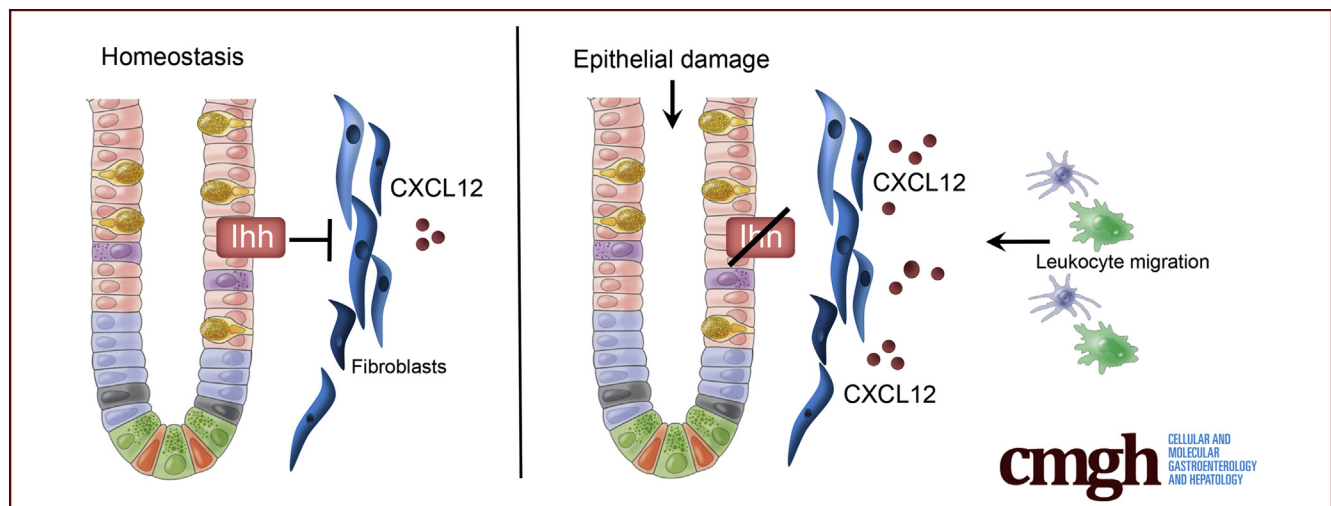 Homeostasis
CXCL12
Ihh
Fibroblasts
Epithelial damage
CXCL12
Ihh
Leukocyte migration
CXCL12
cmgh
CELLULAR AND
MOLECULAR
GASTROENTEROLOGY
AND HEPATOLOGY